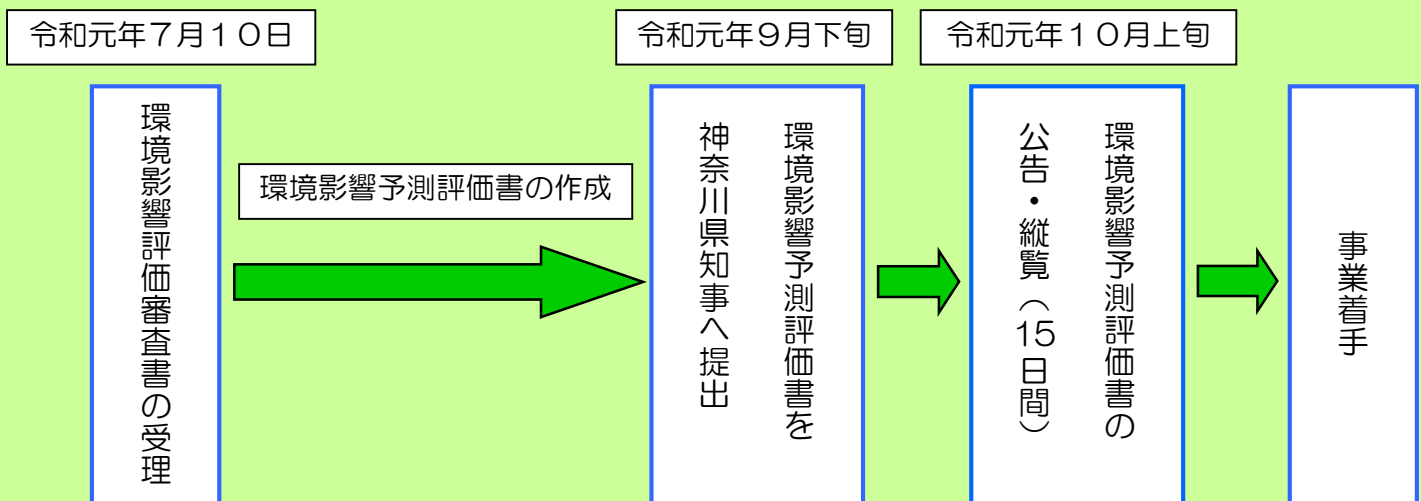 令和元年７月１０日
令和元年９月下旬
令和元年１０月上旬
環境影響評価審査書の受理
環境影響予測評価書の作成
環境影響予測評価書を
神奈川県知事へ提出
環境影響予測評価書の
公告・縦覧（15日間）
事業着手